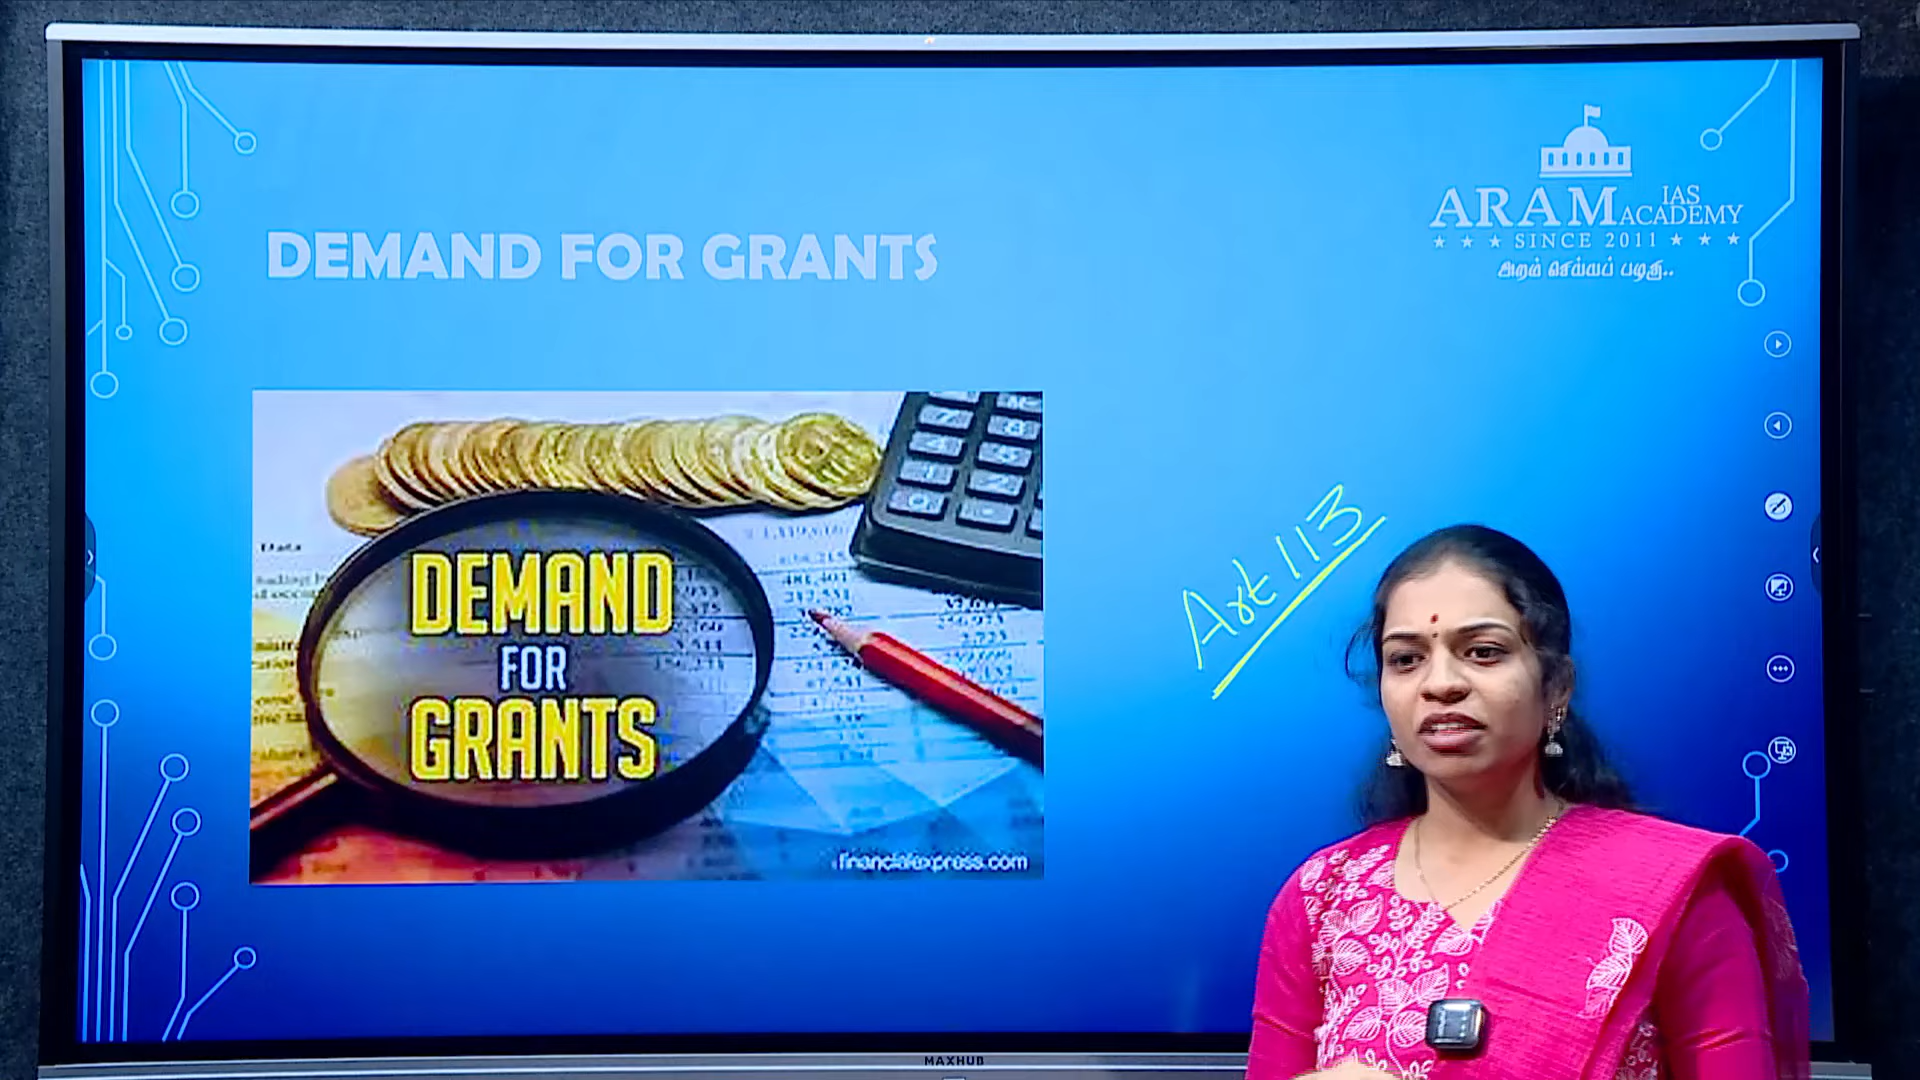 ARAM IAS ACADEMY
★ ★ ★ SINCE 2011 ★ ★ ★
அறம் செய்யப் பழகு..
DEMAND FOR GRANTS
Data
DEMAND
FOR
GRANTS
financialexpress.com
Art 113
MAXHUB